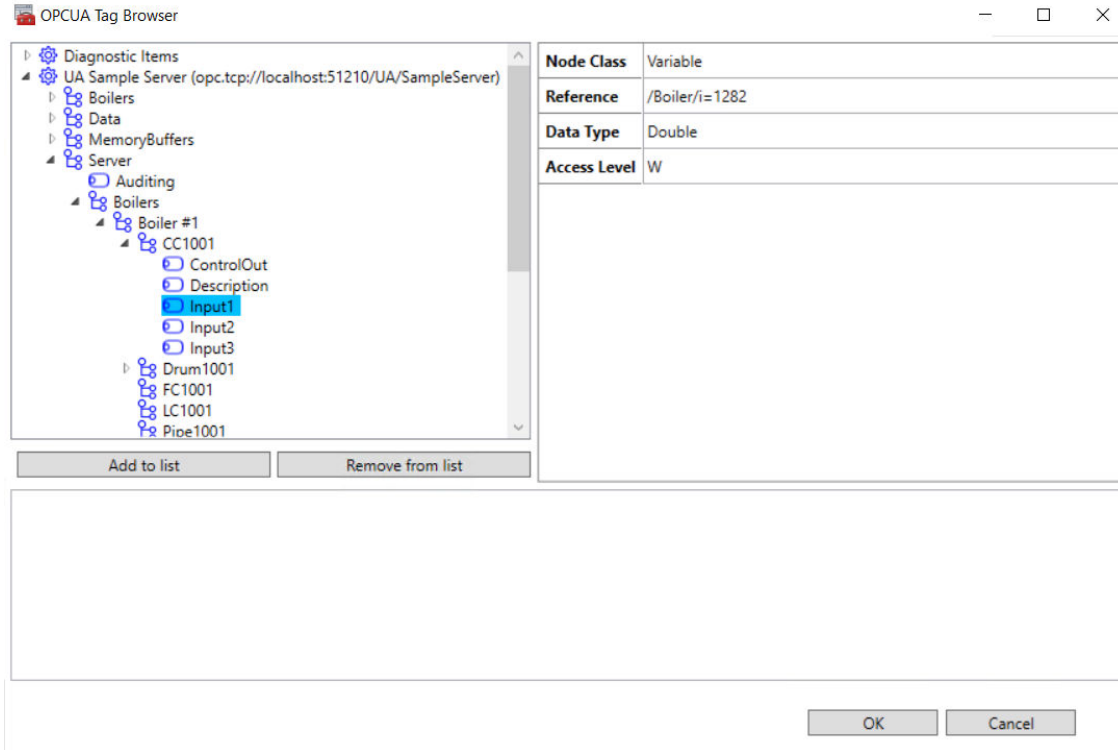 OPCUA Tag Browser
Diagnostic Items
UA Sample Server (opc.tcp://localhost:51210/UA/SampleServer)
Boilers
Data
MemoryBuffers
Server
Auditing
Boilers
Boiler #1
CC1001
ControlOut
Description
Input1
Input2
Input3
Drum1001
FC1001
LC1001
Pipe1001
Add to list
Remove from list
Node Class Variable
Reference /Boiler/i=1282
Data Type Double
Access Level W
OK
Cancel